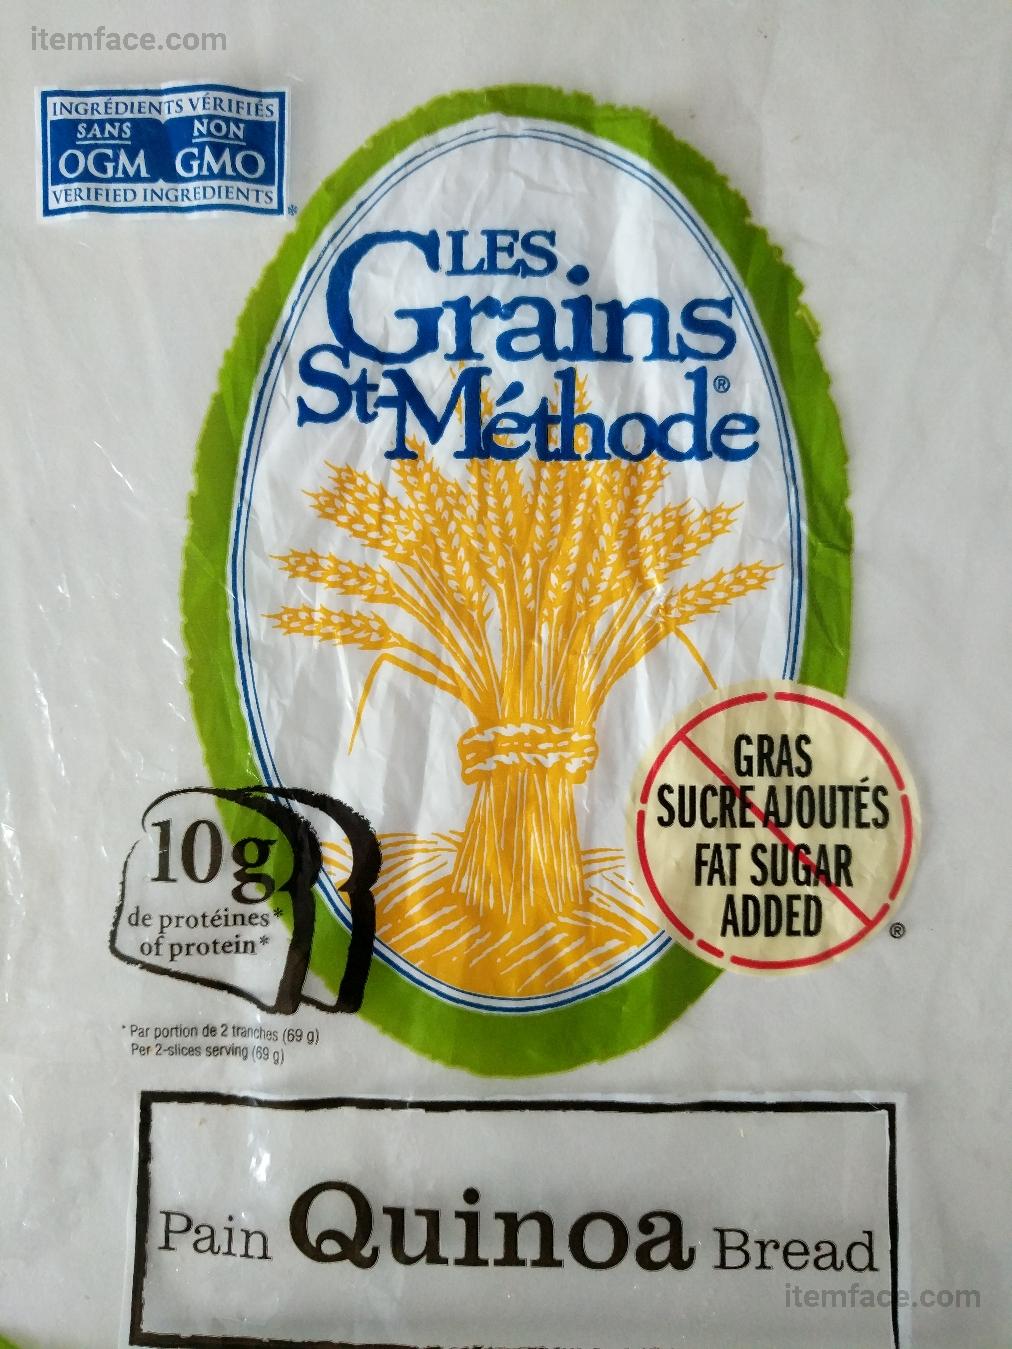 itemface.com
INGRÉDIENTS VÉRIFIÉS
SANS NON
OGM GMO
VERIFIED INGREDIENTS
*
LES
Grains
St-Méthode®
GRAS
SUCRE AJOUTÉS
FAT SUGAR
ADDED
®
10g
de protéines*
of protein*
* Par portion de 2 tranches (69 g)
Per 2-slices serving (69 g)
Pain Quinoa Bread
itemface.com